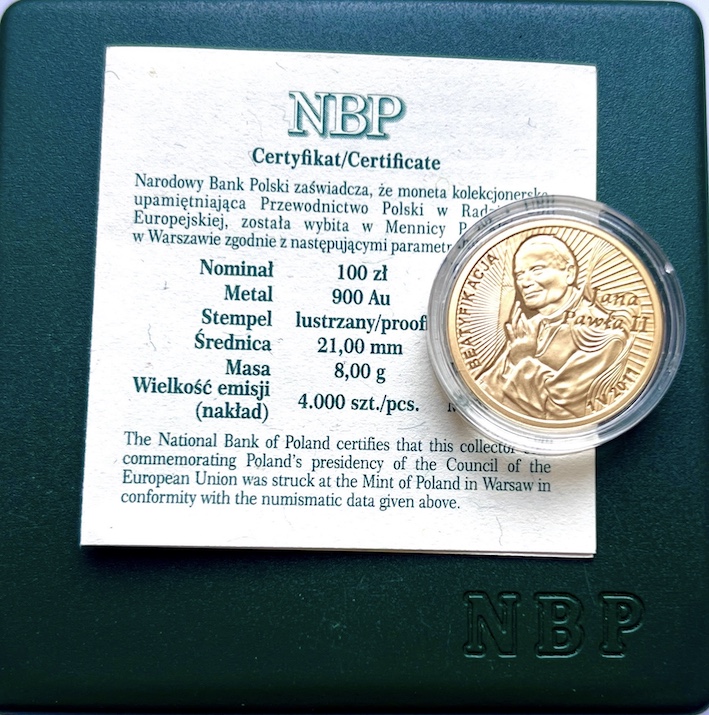 NBP
Certyfikat/Certificate
Narodowy Bank Polski zaświadcza, że moneta
upamiętniająca Przewodnictwo Polski w
Europejskiej, została wybita w Mennicy
w Warszawie zgodnie z następującymi
Nominał 100 zł
Metal 900 Au
Stempel lustrzany/proof
Średnica 21,00 mm
Masa 8,00 g
Wielkość emisji
(nakład) 4.000 szt./pcs.
The National Bank of Poland certifies that this
commemorating Poland's presidency of the Council of the
European Union was struck at the Mint of Poland in Warsaw in
conformity with the numismatic data given above.
BEATYFIKACJA
Jana
Pawła II
1 V 2011
NBP